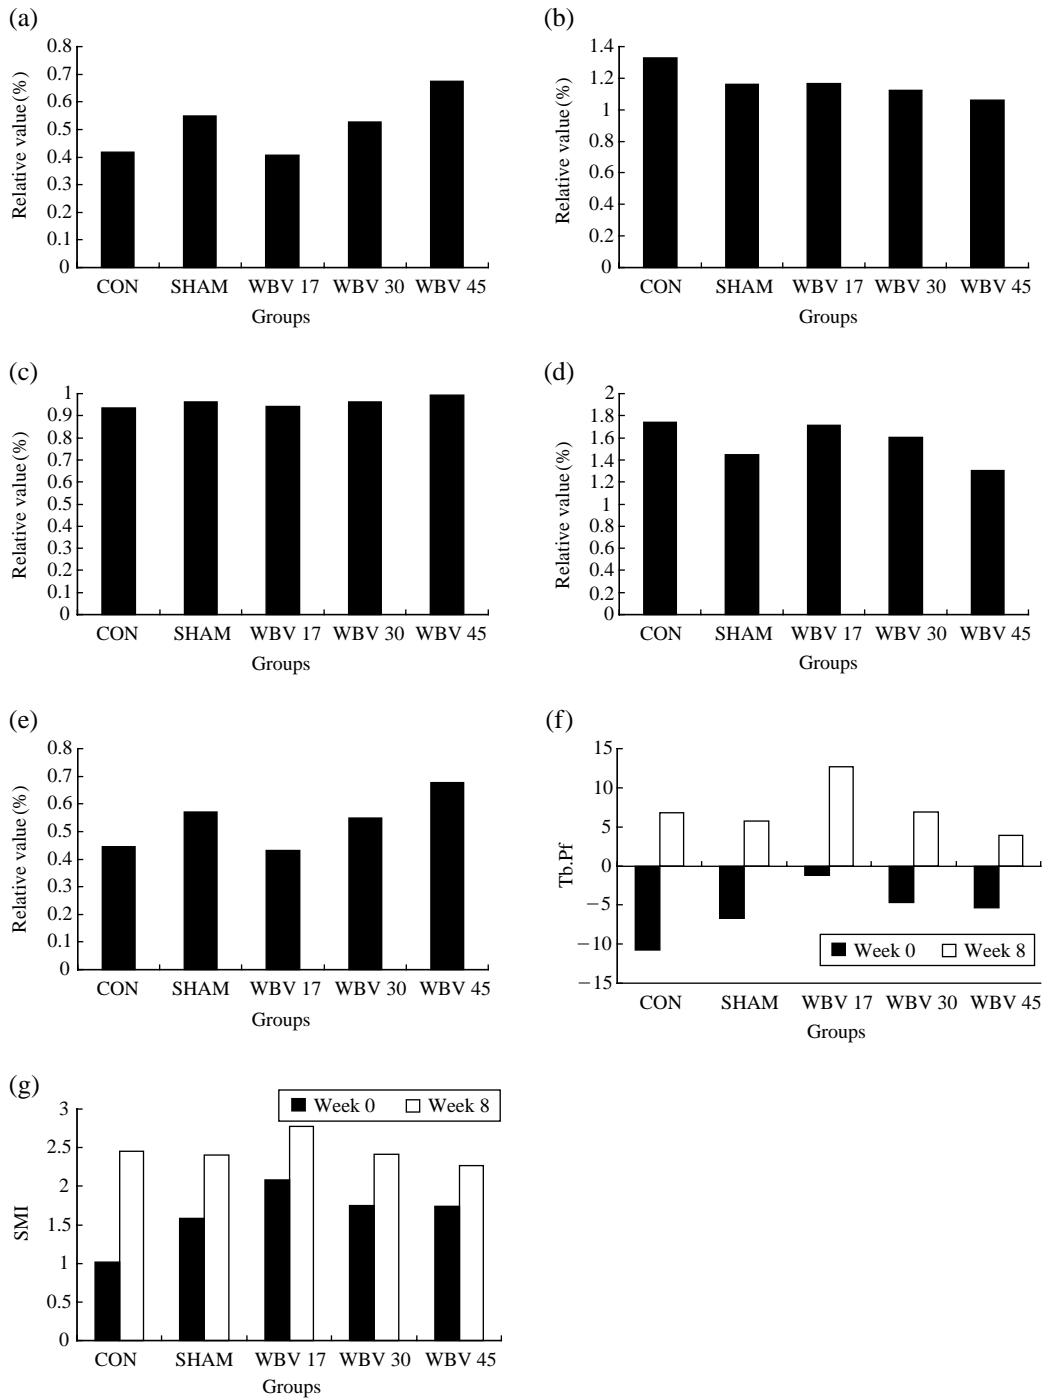 (a)
Relative value (%)
0.8
0.7
0.6
0.5
0.4
0.3
0.2
0.1
0
CON SHAM WBV 17 WBV 30 WBV 45
Groups
(b)
Relative value (%)
1.4
1.2
1
0.8
0.6
0.4
0.2
0
CON SHAM WBV 17 WBV 30 WBV 45
Groups
(c)
Relative value (%)
1
0.9
0.8
0.7
0.6
0.5
0.4
0.3
0.2
0.1
0
CON SHAM WBV 17 WBV 30 WBV 45
Groups
(d)
Relative value (%)
2
1.8
1.6
1.4
1.2
1
0.8
0.6
0.4
0.2
0
CON SHAM WBV 17 WBV 30 WBV 45
Groups
(e)
Relative value (%)
0.8
0.7
0.6
0.5
0.4
0.3
0.2
0.1
0
CON SHAM WBV 17 WBV 30 WBV 45
Groups
(f)
Tb.Pf
15
10
5
0
−5
−10
−15
Week 0 Week 8
CON SHAM WBV 17 WBV 30 WBV 45
Groups
(g)
SMI
Week 0 Week 8
3
2.5
2
1.5
1
0.5
0
CON SHAM WBV 17 WBV 30 WBV 45
Groups